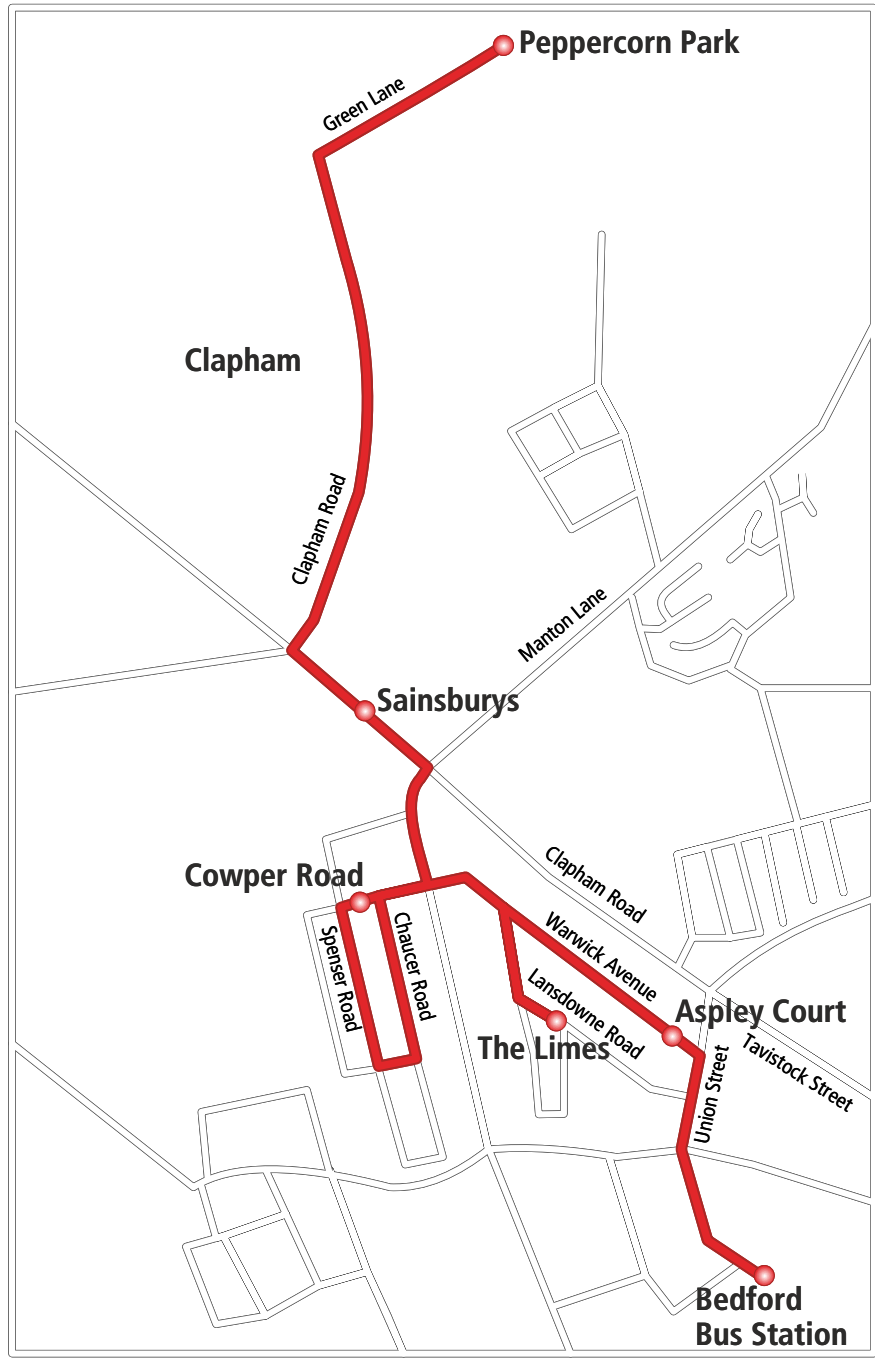 Peppercorn Park
Green Lane
Clapham
Clapham Road
Manton Lane
Sainsburys
Clapham Road
Cowper Road
Warwick Avenue
Chaucer Road
Spenser Road
Lansdowne Road
Aspley Court
The Limes
Tavistock Street
Union Street
Bedford
Bus Station